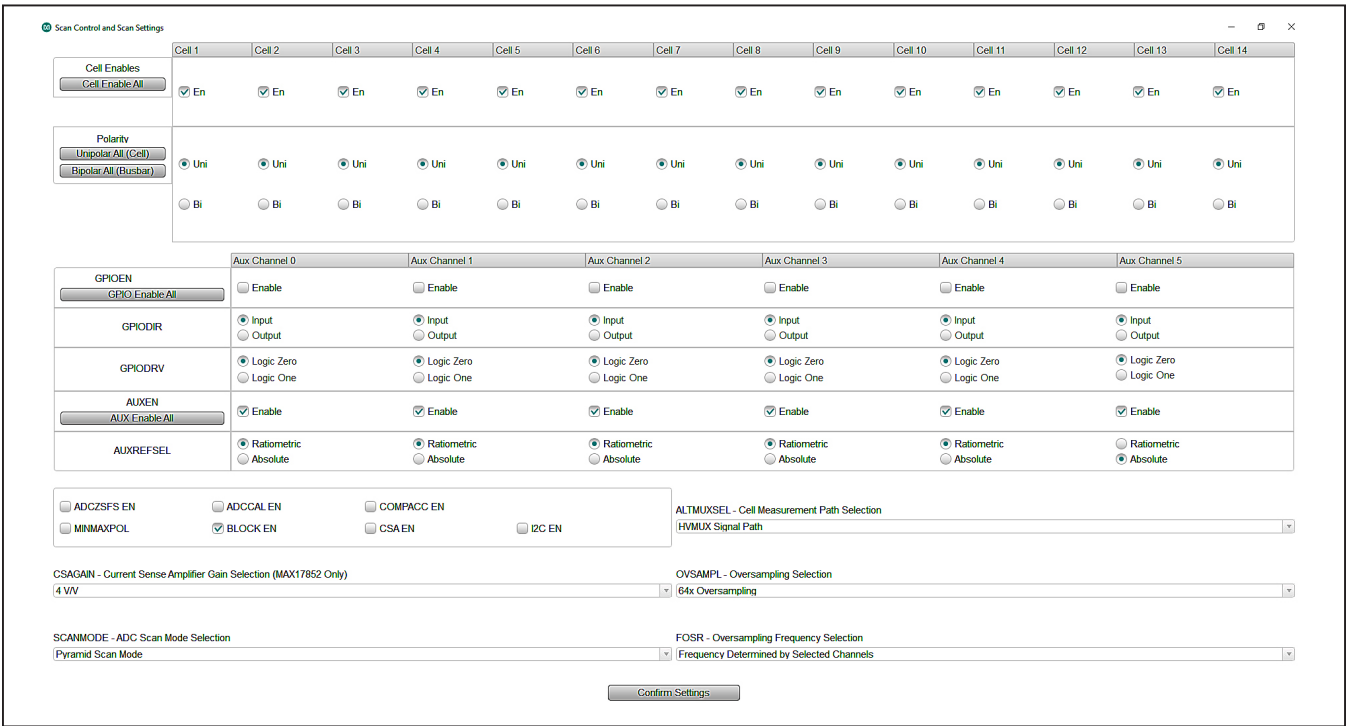 Scan Control and Scan Settings
Cell 1 Cell 2 Cell 3 Cell 4 Cell 5 Cell 6 Cell 7 Cell 8 Cell 9 Cell 10 Cell 11 Cell 12 Cell 13 Cell 14
Cell Enables
Cell Enable All
En En En En En En En En En En En En En En
Polarity
Unipolar All (Cell)
Bipolar All (Busbar)
Uni Uni Uni Uni Uni Uni Uni Uni Uni Uni Uni Uni Uni Uni
Bi Bi Bi Bi Bi Bi Bi Bi Bi Bi Bi Bi Bi Bi
Aux Channel 0 Aux Channel 1 Aux Channel 2 Aux Channel 3 Aux Channel 4 Aux Channel 5
GPIOEN
GPIO Enable All
Enable Enable Enable Enable Enable Enable
GPIODIR
Input Input Input Input Input Input
Output Output Output Output Output Output
GPIODRV
Logic Zero Logic Zero Logic Zero Logic Zero Logic Zero Logic Zero
Logic One Logic One Logic One Logic One Logic One Logic One
AUXEN
AUX Enable All
Enable Enable Enable Enable Enable Enable
AUXREFSEL
Ratiometric Ratiometric Ratiometric Ratiometric Ratiometric Ratiometric
Absolute Absolute Absolute Absolute Absolute Absolute
ADCZSFS EN ADCCAL EN COMPACC EN
MINMAXPOL BLOCK EN CSA EN I2C EN
ALTMUXSEL - Cell Measurement Path Selection
HVMUX Signal Path
CSAGAIN - Current Sense Amplifier Gain Selection (MAX17852 Only)
4 V/V
OVSAMPL - Oversampling Selection
64x Oversampling
SCANMODE - ADC Scan Mode Selection
Pyramid Scan Mode
FOSR - Oversampling Frequency Selection
Frequency Determined by Selected Channels
Confirm Settings